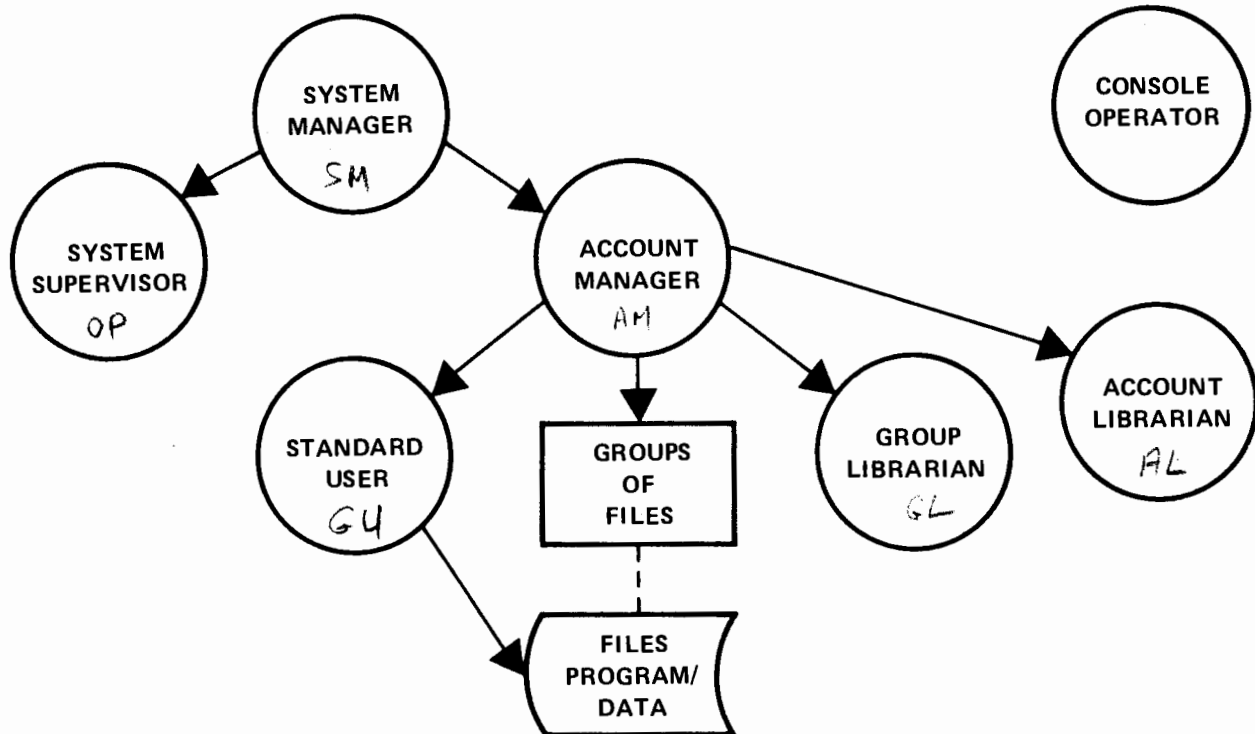 SYSTEM
MANAGER
SM
CONSOLE
OPERATOR
SYSTEM
SUPERVISOR
OP
ACCOUNT
MANAGER
AM
STANDARD
USER
GU
GROUPS
OF
FILES
GROUP
LIBRARIAN
GL
ACCOUNT
LIBRARIAN
AL
FILES
PROGRAM/
DATA